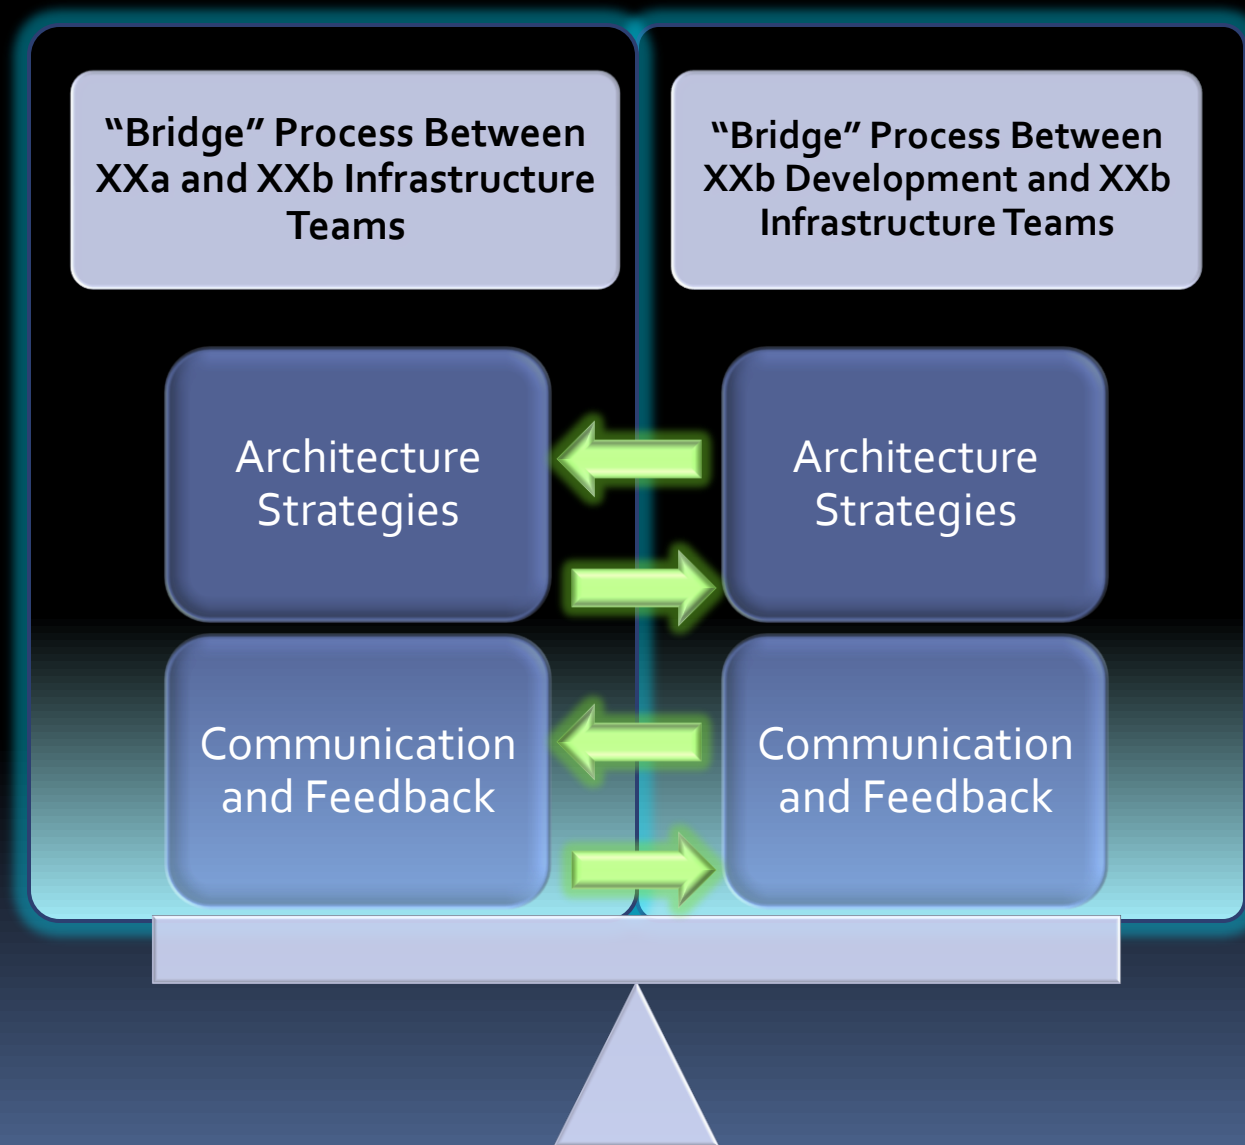 “Bridge” Process Between
XXa and XXb Infrastructure
Teams
“Bridge” Process Between
XXb Development and XXb
Infrastructure Teams
Architecture
Strategies
Architecture
Strategies
Communication
and Feedback
Communication
and Feedback